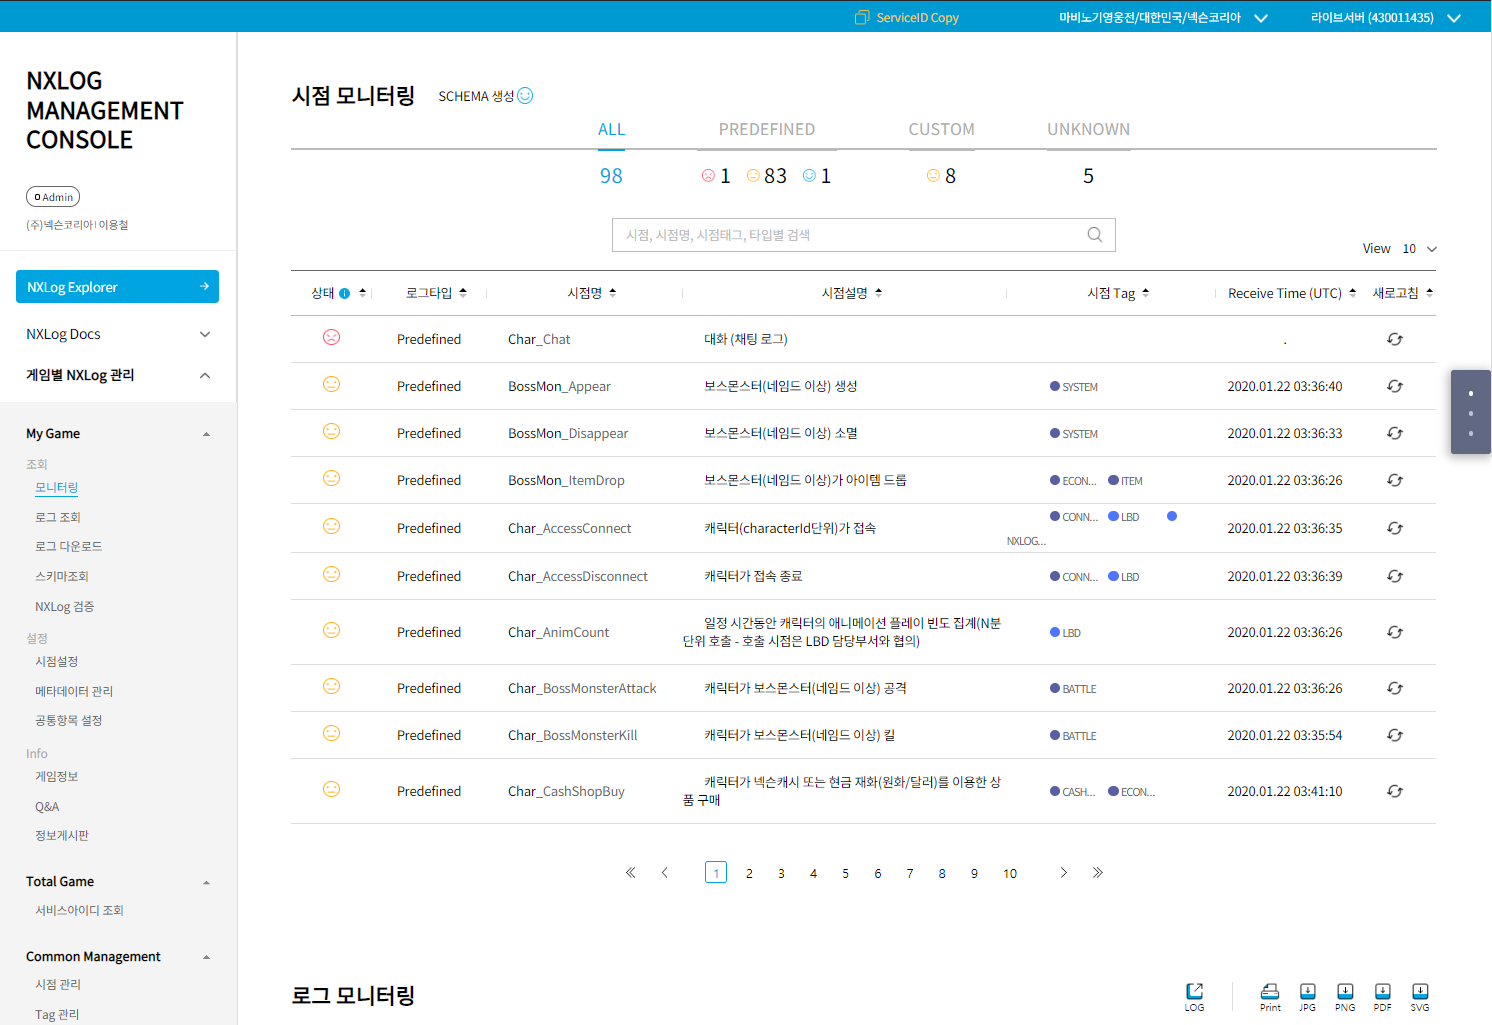 ServiceID Copy
마비노기영웅전/대한민국/넥슨코리아
라이브서버 (430011435)
NXLOG
MANAGEMENT
CONSOLE
Admin
(주)넥슨코리아 | 이용철
NXLog Explorer
NXLog Docs
게임별 NXLog 관리
My Game
조회
모니터링
로그 조회
로그 다운로드
스키마조회
NXLog 검증
설정
시점설정
메타데이터 관리
공통항목 설정
Info
게임정보
Q&A
정보게시판
Total Game
서비스아이디 조회
Common Management
시점 관리
Tag 관리
시점 모니터링 SCHEMA 생성
ALL PREDEFINED CUSTOM UNKNOWN
98 1 83 1 8 5
시점, 시점명, 시점태그, 타입별 검색
View 10
상태 로그타입 시점명 시점설명 시점 Tag Receive Time (UTC) 새로고침
Predefined Char_Chat 대화 (채팅 로그) .
Predefined BossMon_Appear 보스몬스터(네임드 이상) 생성 SYSTEM 2020.01.22 03:36:40
Predefined BossMon_Disappear 보스몬스터(네임드 이상) 소멸 SYSTEM 2020.01.22 03:36:33
Predefined BossMon_ItemDrop 보스몬스터(네임드 이상)가 아이템 드롭 ECON... ITEM 2020.01.22 03:36:26
Predefined Char_AccessConnect 캐릭터(characterId단위)가 접속 CONN... LBD NXLOG... 2020.01.22 03:36:35
Predefined Char_AccessDisconnect 캐릭터가 접속 종료 CONN... LBD 2020.01.22 03:36:39
Predefined Char_AnimCount 일정 시간동안 캐릭터의 애니메이션 플레이 빈도 집계(N분
단위 호출 - 호출 시점은 LBD 담당부서와 협의) LBD 2020.01.22 03:36:26
Predefined Char_BossMonsterAttack 캐릭터가 보스몬스터(네임드 이상) 공격 BATTLE 2020.01.22 03:36:26
Predefined Char_BossMonsterKill 캐릭터가 보스몬스터(네임드 이상) 킬 BATTLE 2020.01.22 03:35:54
Predefined Char_CashShopBuy 캐릭터가 넥슨캐시 또는 현금 재화(원화/달러)를 이용한 상
품 구매 CASH... ECON... 2020.01.22 03:41:10
1 2 3 4 5 6 7 8 9 10
로그 모니터링
LOG Print JPG PNG PDF SVG